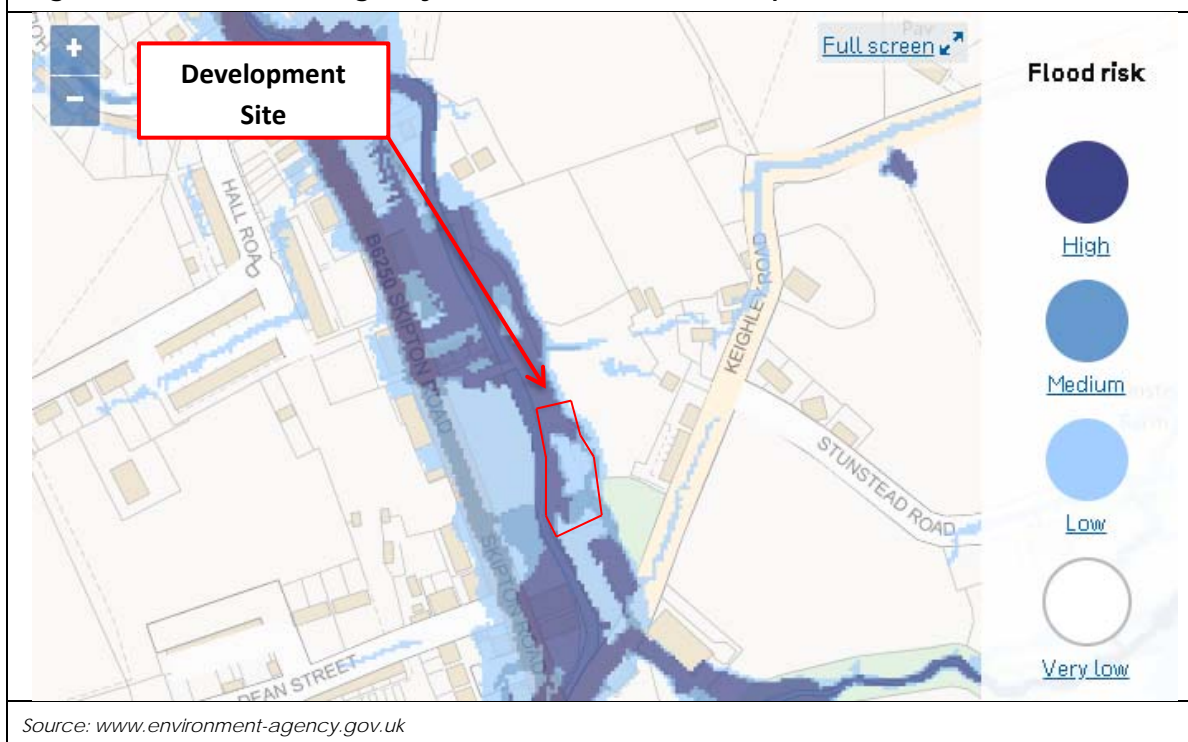 Full screen
Development
Site
Flood risk
High
Medium
Low
Very low
HALL ROAD
B6250 SKIPTON ROAD
KEIGHLEY ROAD
STUNSTEAD ROAD
SKIPTON ROAD
DEAN STREET
Source: www.environment-agency.gov.uk